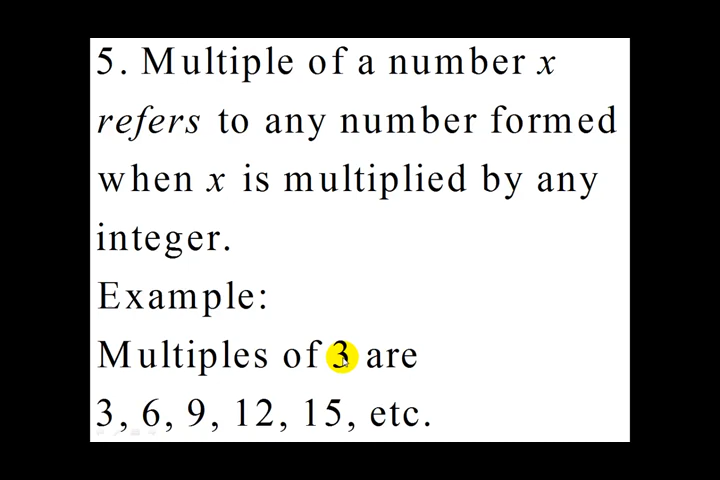 5. Multiple of a number x
refers to any number formed
when x is multiplied by any
integer.
Example:
Multiples of 3 are
3, 6, 9, 12, 15, etc.